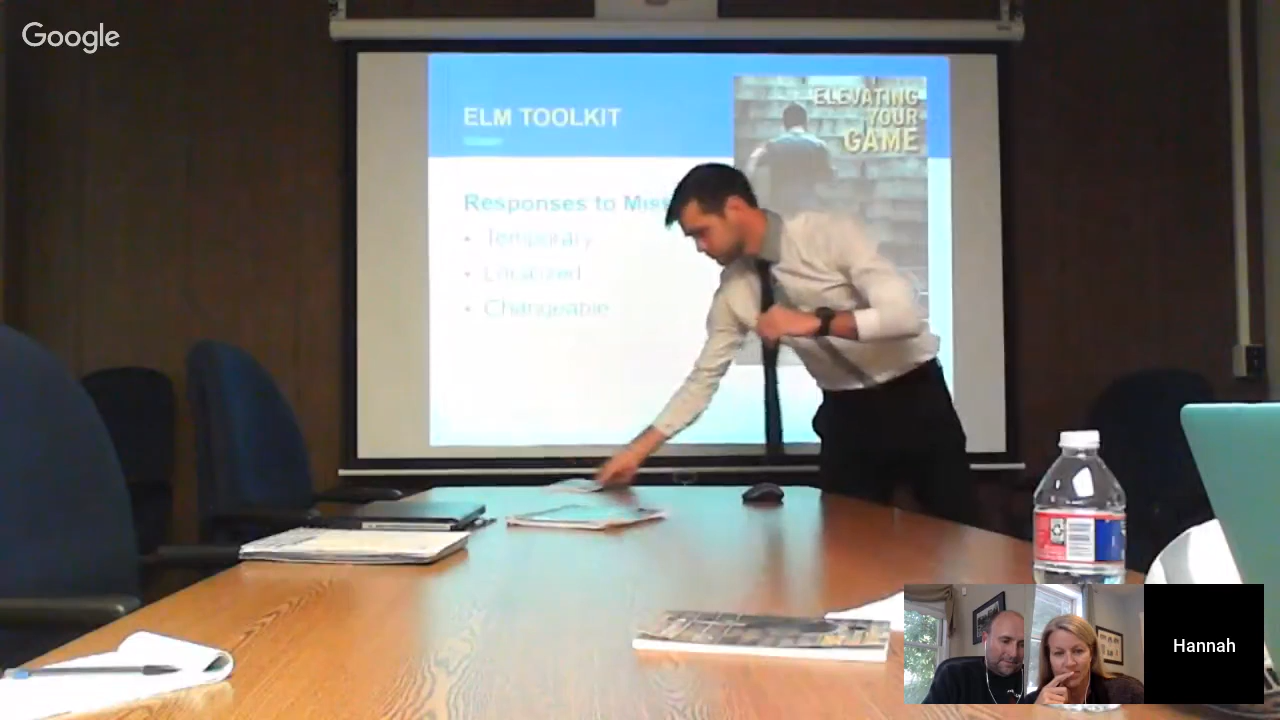 Google
ELM TOOLKIT
ELEVATING
YOUR
GAME
Responses to Mis
• Temporary
• Localized
• Changeable
Hannah